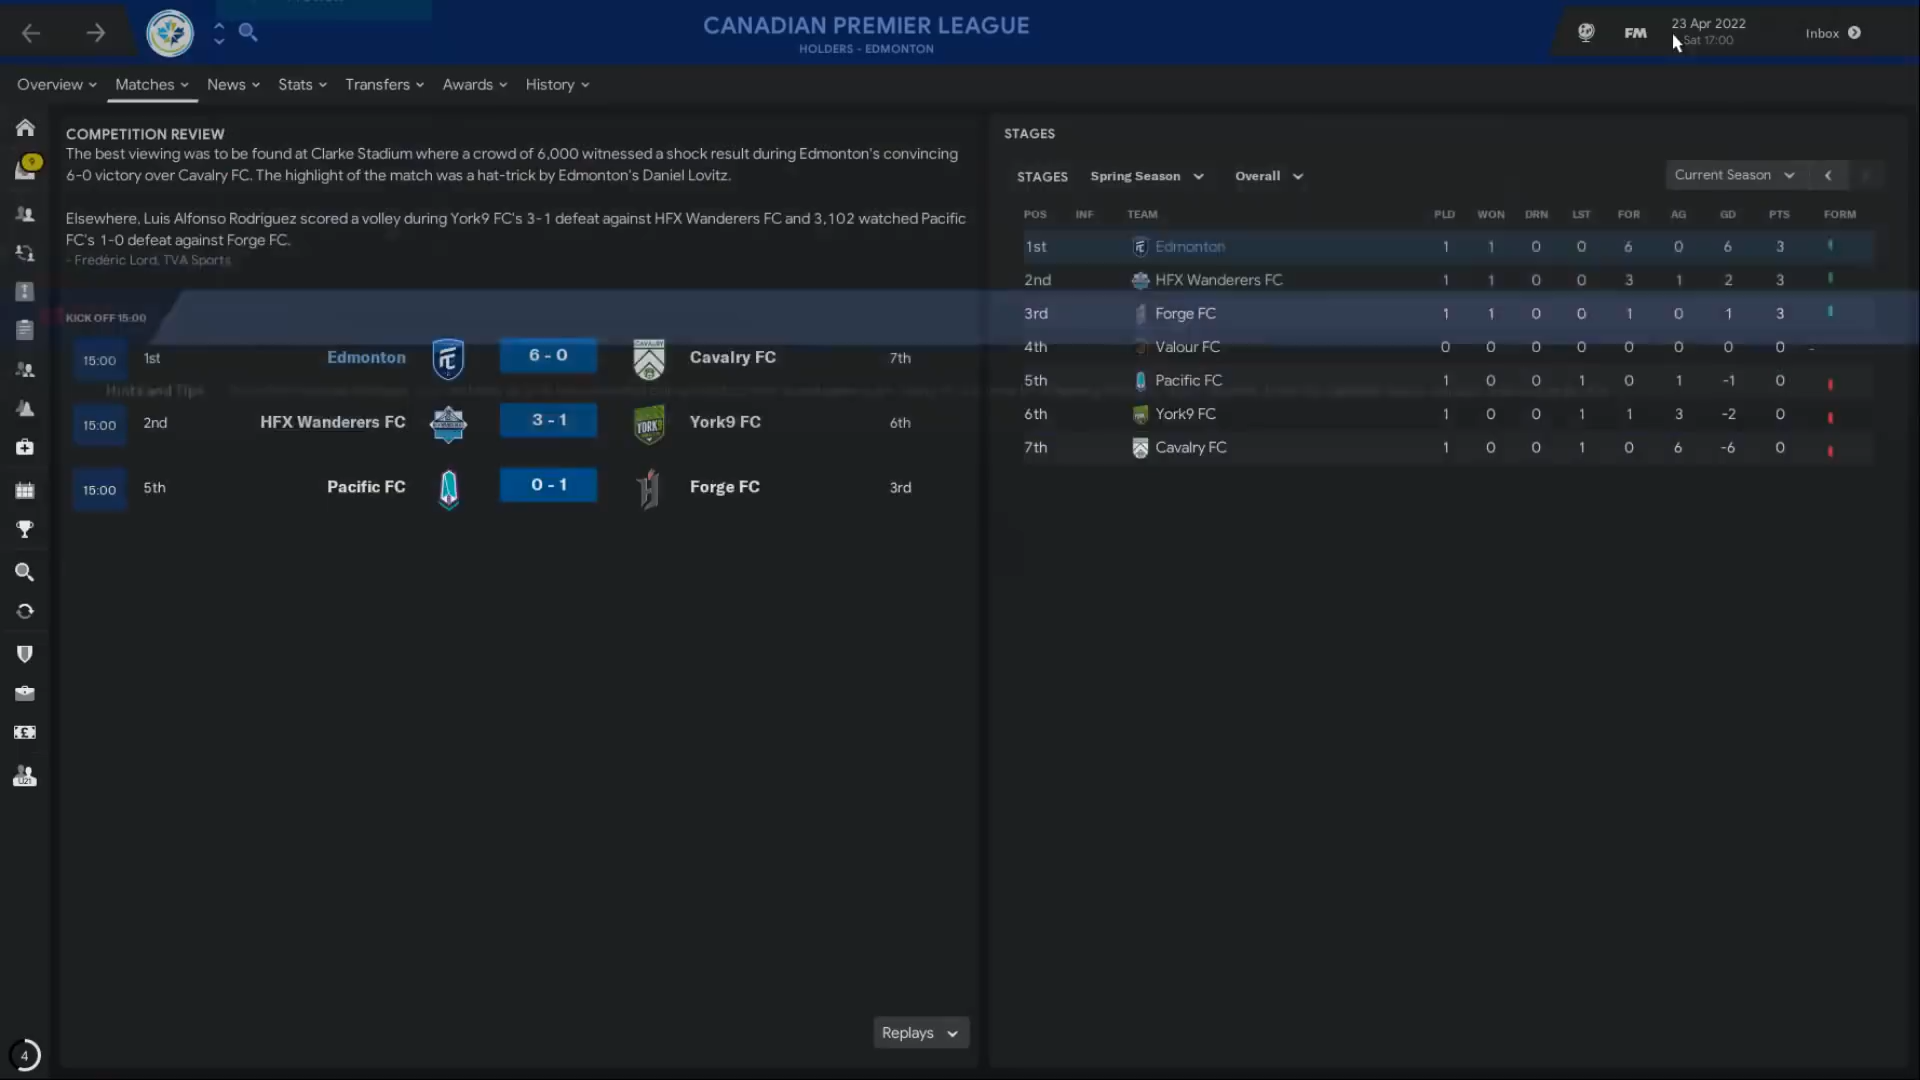 CANADIAN PREMIER LEAGUE
HOLDERS - EDMONTON
FM
23 Apr 2022
Sat 17:00
Inbox
Overview
Matches
News
Stats
Transfers
Awards
History
9
COMPETITION REVIEW
The best viewing was to be found at Clarke Stadium where a crowd of 6,000 witnessed a shock result during Edmonton's convincing
6-0 victory over Cavalry FC. The highlight of the match was a hat-trick by Edmonton's Daniel Lovitz.
Elsewhere, Luis Alfonso Rodriguez scored a volley during York9 FC's 3-1 defeat against HFX Wanderers FC and 3,102 watched Pacific
FC's 1-0 defeat against Forge FC.
- Frédéric Lord, TVA Sports
KICK OFF 15:00
15:00 1st Edmonton 6 - 0 Cavalry FC 7th
Hints and Tips
15:00 2nd HFX Wanderers FC 3 - 1 York9 FC 6th
15:00 5th Pacific FC 0 - 1 Forge FC 3rd
Replays
STAGES
STAGES Spring Season Overall Current Season
POS INF TEAM PLD WON DRN LST FOR AG GD PTS FORM
1st Edmonton 1 1 0 0 6 0 6 3
2nd HFX Wanderers FC 1 1 0 0 3 1 2 3
3rd Forge FC 1 1 0 0 1 0 1 3
4th Valour FC 0 0 0 0 0 0 0 0 -
5th Pacific FC 1 0 0 1 0 1 -1 0
6th York9 FC 1 0 0 1 1 3 -2 0
7th Cavalry FC 1 0 0 1 0 6 -6 0
U21
4